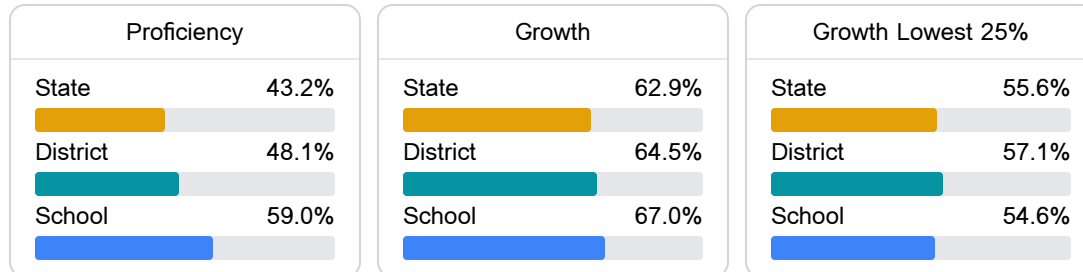 Proficiency
State 43.2%
District 48.1%
School 59.0%
Growth
State 62.9%
District 64.5%
School 67.0%
Growth Lowest 25%
State 55.6%
District 57.1%
School 54.6%